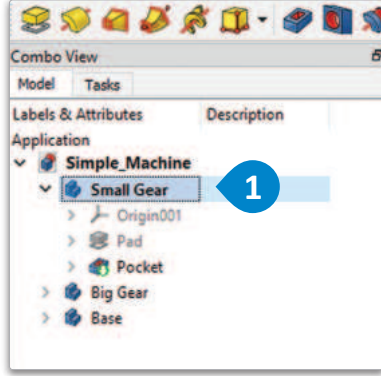 Combo View
Model Tasks
Labels & Attributes Description
Application
Simple_Machine
Small Gear 1
Origin001
Pad
Pocket
Big Gear
Base